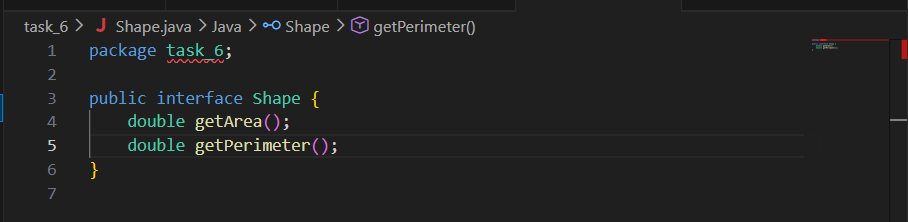 task_6 > J Shape.java > Java > Shape > getPerimeter()
1 package task_6;
2
3 public interface Shape {
4 double getArea();
5 double getPerimeter();
6 }
7